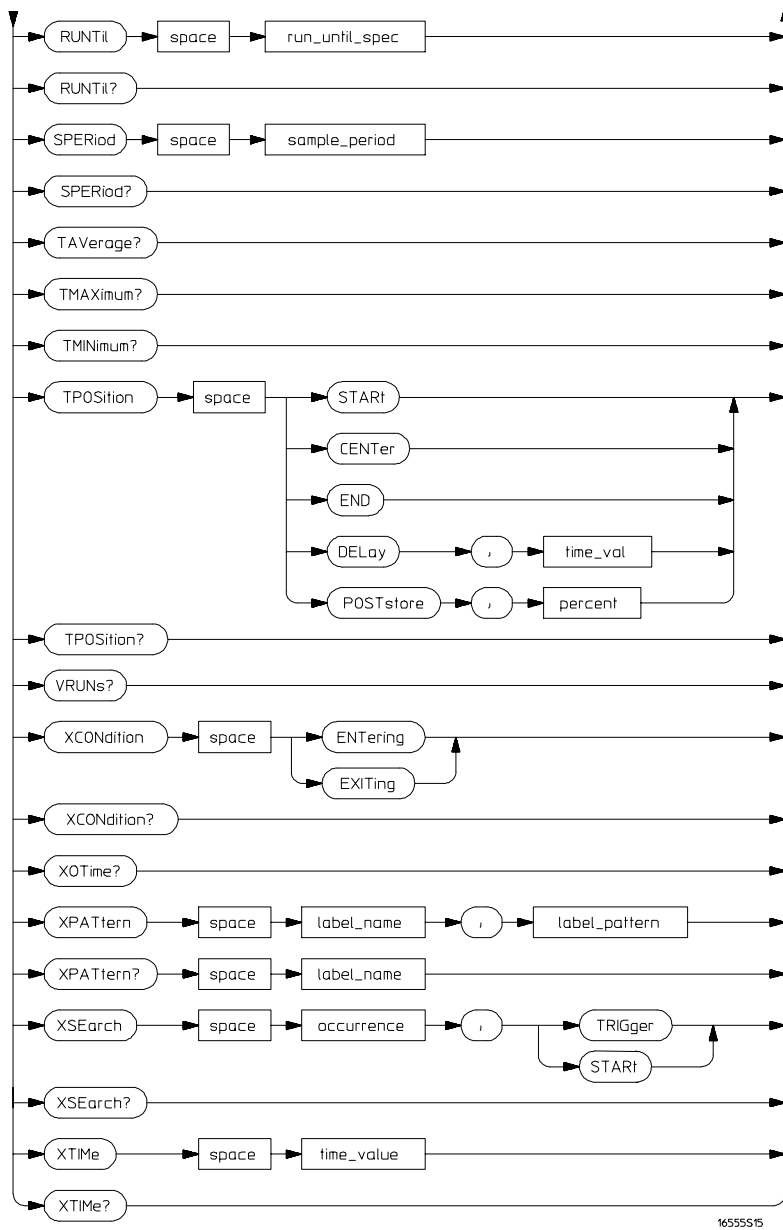 RUNTil space run_until_spec
RUNTil?
SPERiod space sample_period
SPERiod?
TAVerage?
TMAXimum?
TMINimum?
TPOSition space STARt
CENTer
END
DELay , time_val
POSTstore , percent
TPOSition?
VRUNs?
XCONdition space ENTering
EXITing
XCONdition?
XOTime?
XPATtern space label_name , label_pattern
XPATtern? space label_name
XSEarch space occurrence , TRIGger
STARt
XSEarch?
XTIMe space time_value
XTIMe?
16555S15